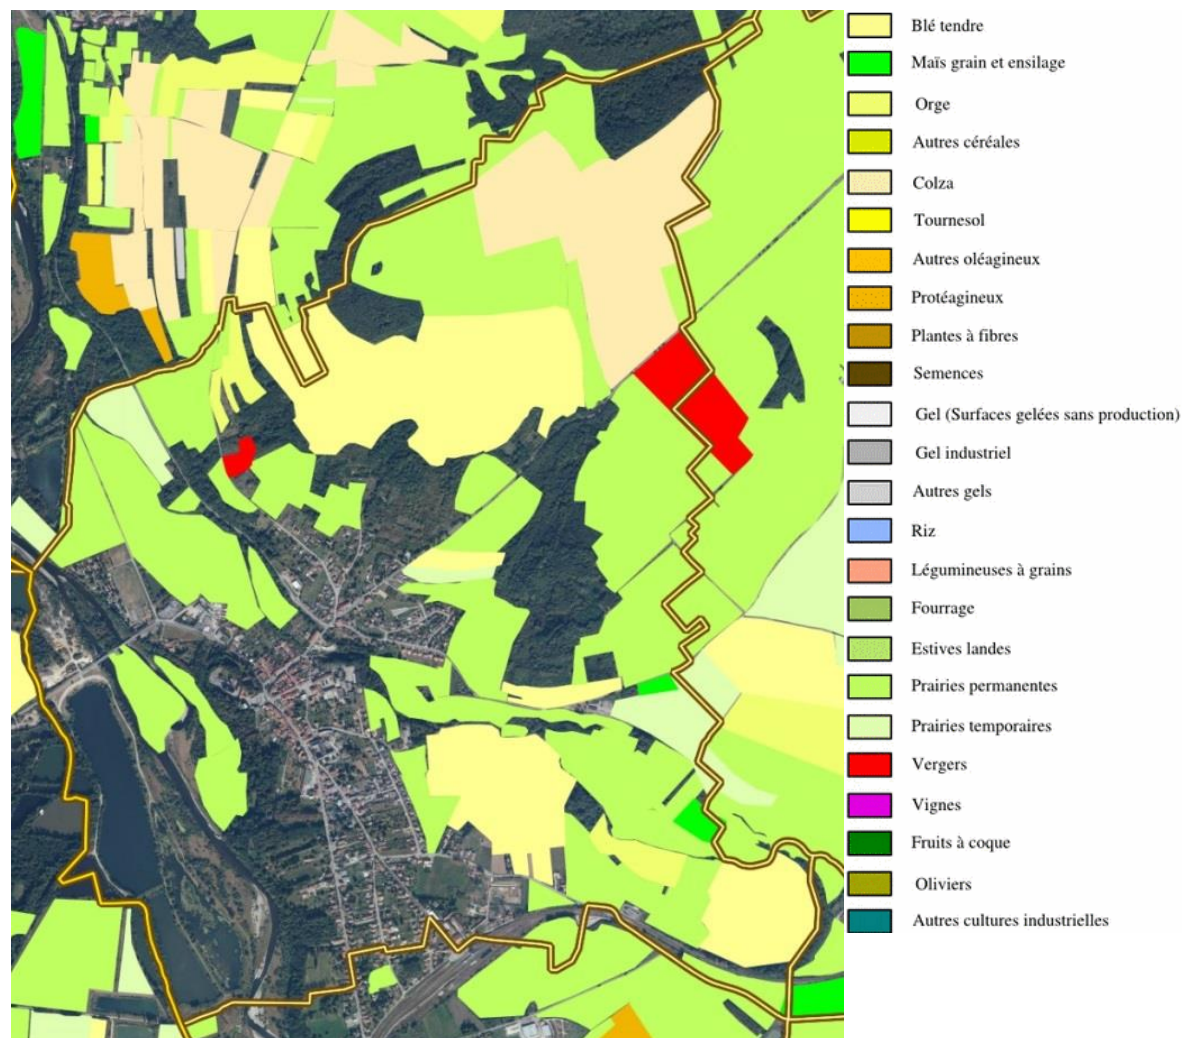 Blé tendre
Maïs grain et ensilage
Orge
Autres céréales
Colza
Tournesol
Autres oléagineux
Protéagineux
Plantes à fibres
Semences
Gel (Surfaces gelées sans production)
Gel industriel
Autres gels
Riz
Légumineuses à grains
Fourrage
Estives landes
Prairies permanentes
Prairies temporaires
Vergers
Vignes
Fruits à coque
Oliviers
Autres cultures industrielles